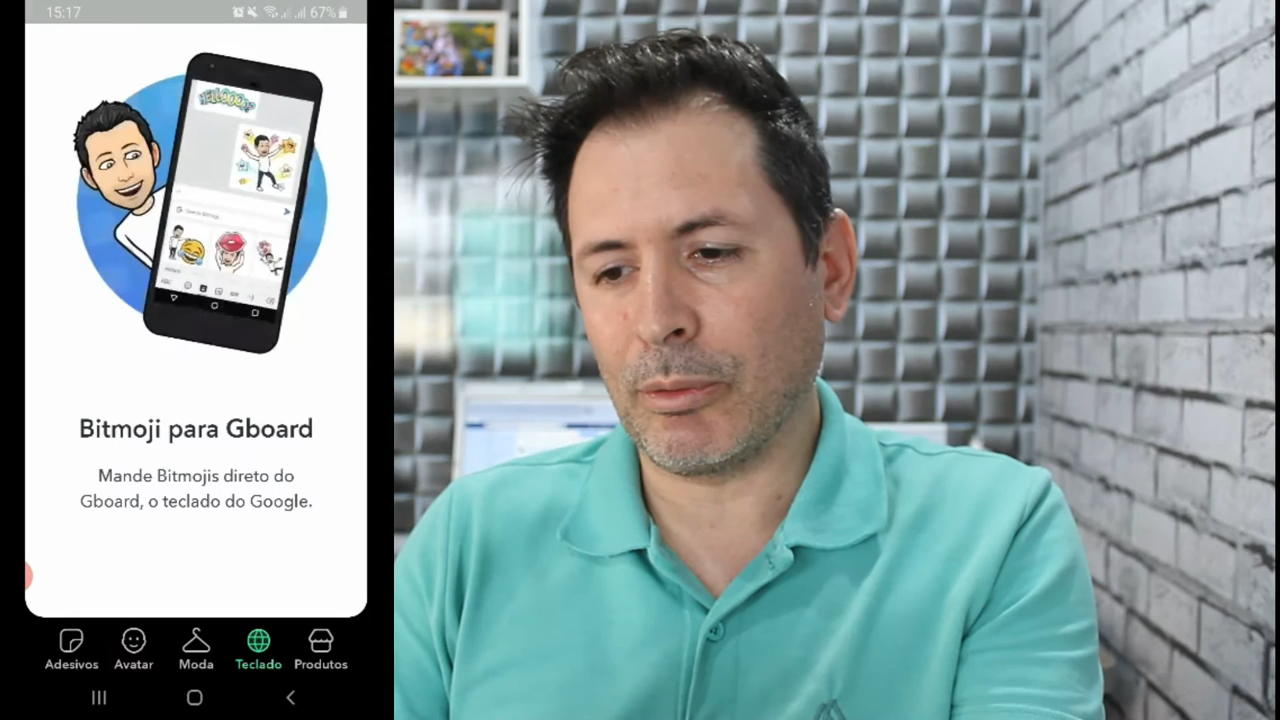 15:17
67%
HELLOOOO?
Bitmoji para Gboard
Mande Bitmojis direto do
Gboard, o teclado do Google.
Adesivos
Avatar
Moda
Teclado
Produtos